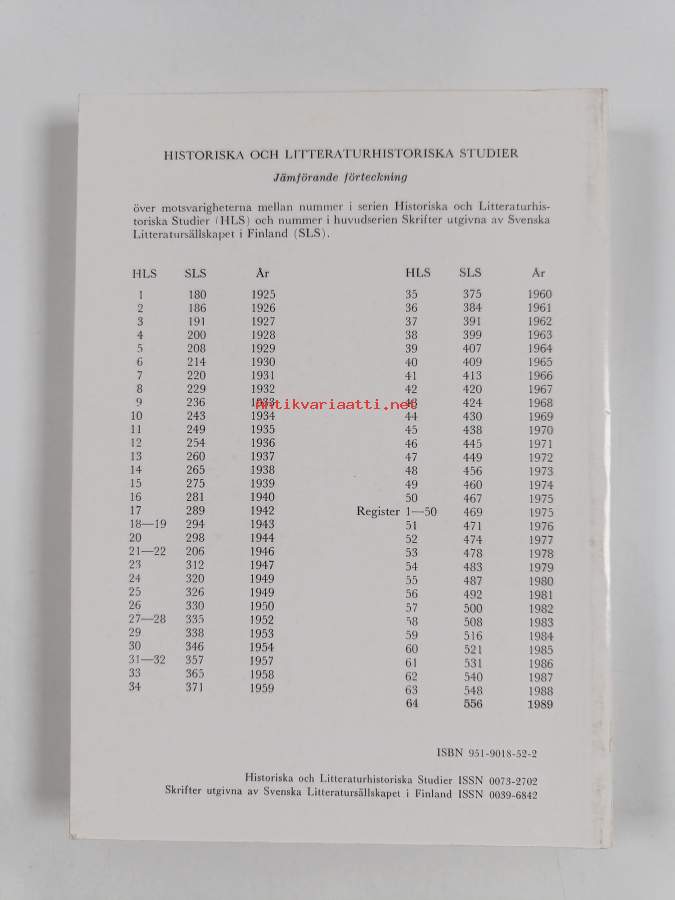 HISTORISKA OCH LITTERATURHISTORISKA STUDIER
Jämförande förteckning
över motsvarigheterna mellan nummer i serien Historiska och Litteraturhis-
toriska Studier (HLS) och nummer i huvudserien Skrifter utgivna av Svenska
Litteratursällskapet i Finland (SLS).
HLS SLS År
1 180 1925
2 186 1926
3 191 1927
4 200 1928
5 208 1929
6 214 1930
7 220 1931
8 229 1932
9 236 1933
10 243 1934
11 249 1935
12 254 1936
13 260 1937
14 265 1938
15 275 1939
16 281 1940
17 289 1942
18—19 294 1943
20 298 1944
21—22 206 1946
23 312 1947
24 320 1949
25 326 1949
26 330 1950
27—28 335 1952
29 338 1953
30 346 1954
31—32 357 1957
33 365 1958
34 371 1959
HLS SLS År
35 375 1960
36 384 1961
37 391 1962
38 399 1963
39 407 1964
40 409 1965
41 413 1966
42 420 1967
43 424 1968
44 430 1969
45 438 1970
46 445 1971
47 449 1972
48 456 1973
49 460 1974
50 467 1975
Register 1—50 469 1975
51 471 1976
52 474 1977
53 478 1978
54 483 1979
55 487 1980
56 492 1981
57 500 1982
58 508 1983
59 516 1984
60 521 1985
61 531 1986
62 540 1987
63 548 1988
64 556 1989
Antikvariaatti.net
ISBN 951-9018-52-2
Historiska och Litteraturhistoriska Studier ISSN 0073-2702
Skrifter utgivna av Svenska Litteratursällskapet i Finland ISSN 0039-6842